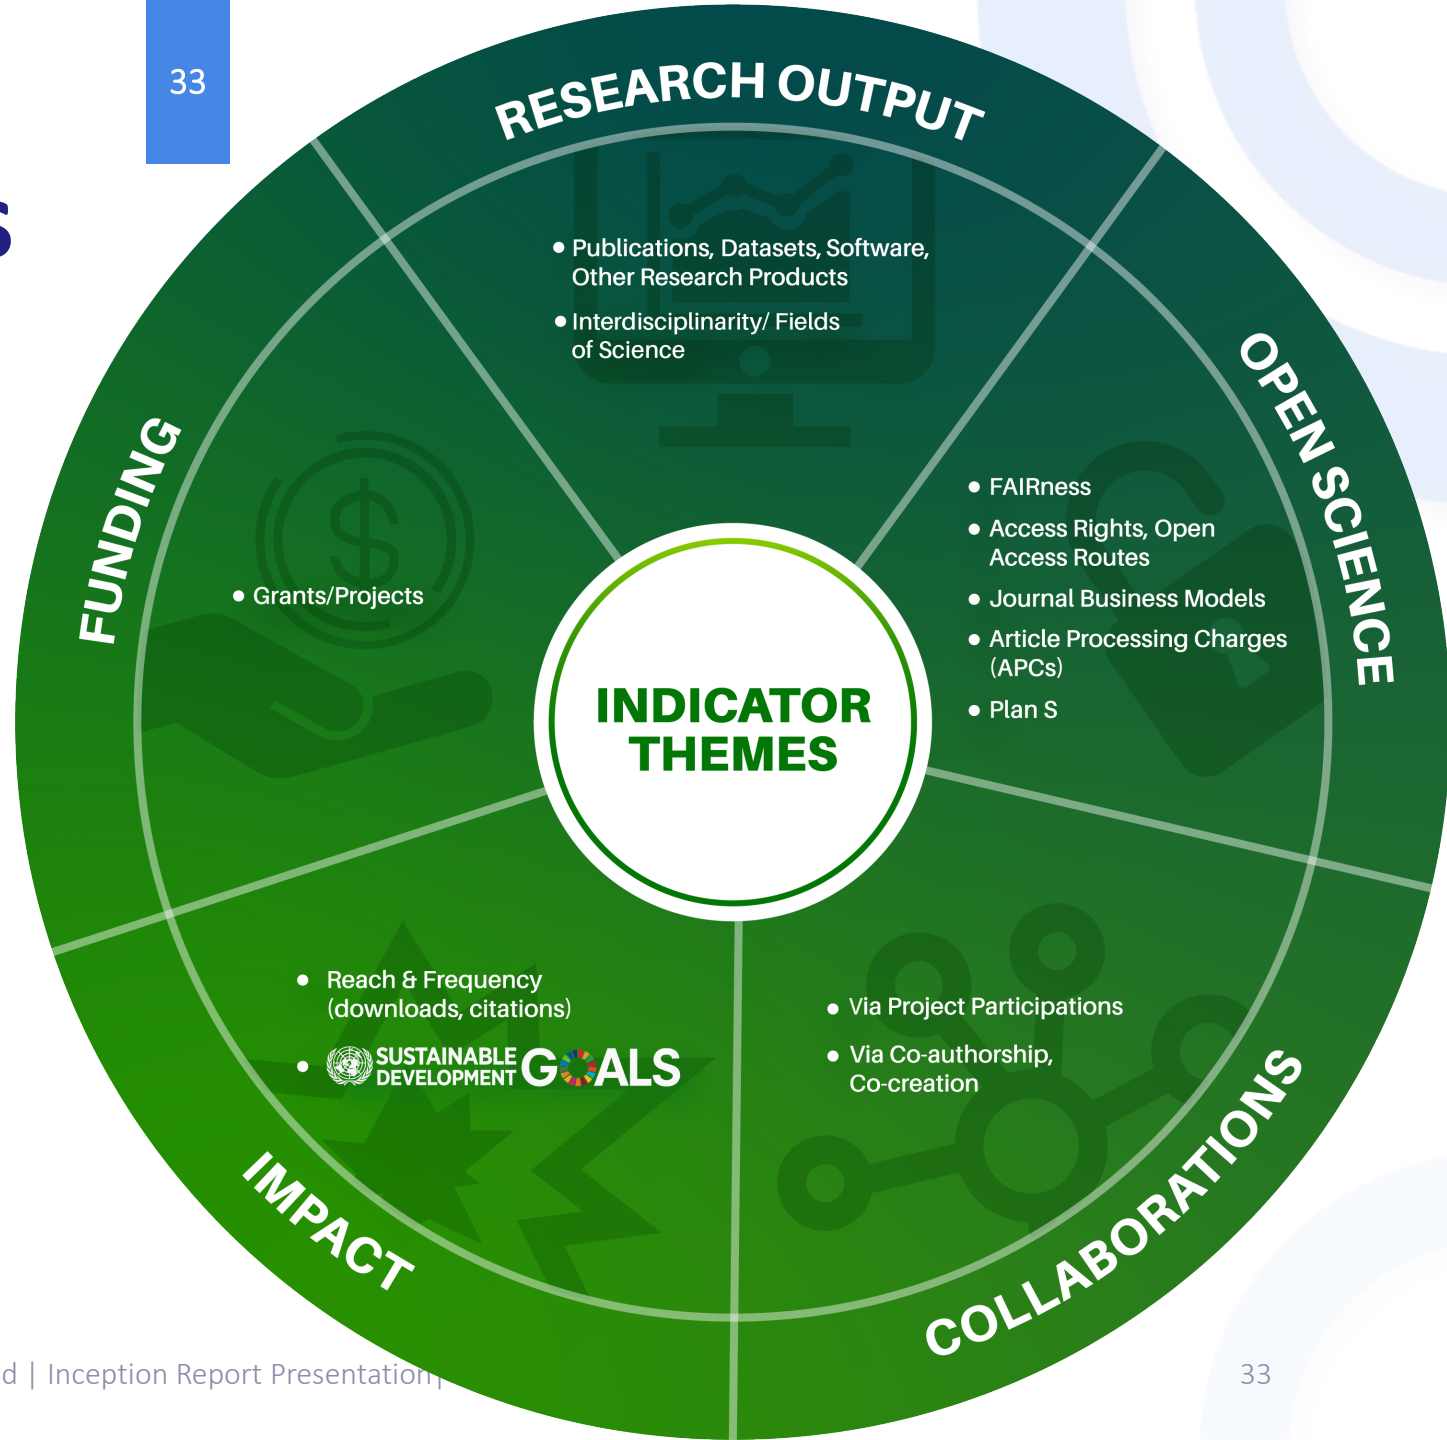 33
s
RESEARCH OUTPUT
• Publications, Datasets, Software,
Other Research Products
• Interdisciplinarity/ Fields
of Science
OPEN SCIENCE
• FAIRness
• Access Rights, Open
Access Routes
• Journal Business Models
• Article Processing Charges
(APCs)
• Plan S
FUNDING
• Grants/Projects
INDICATOR
THEMES
IMPACT
• Reach & Frequency
(downloads, citations)
• SUSTAINABLE
DEVELOPMENT GOALS
COLLABORATIONS
• Via Project Participations
• Via Co-authorship,
Co-creation
d | Inception Report Presentation|
33